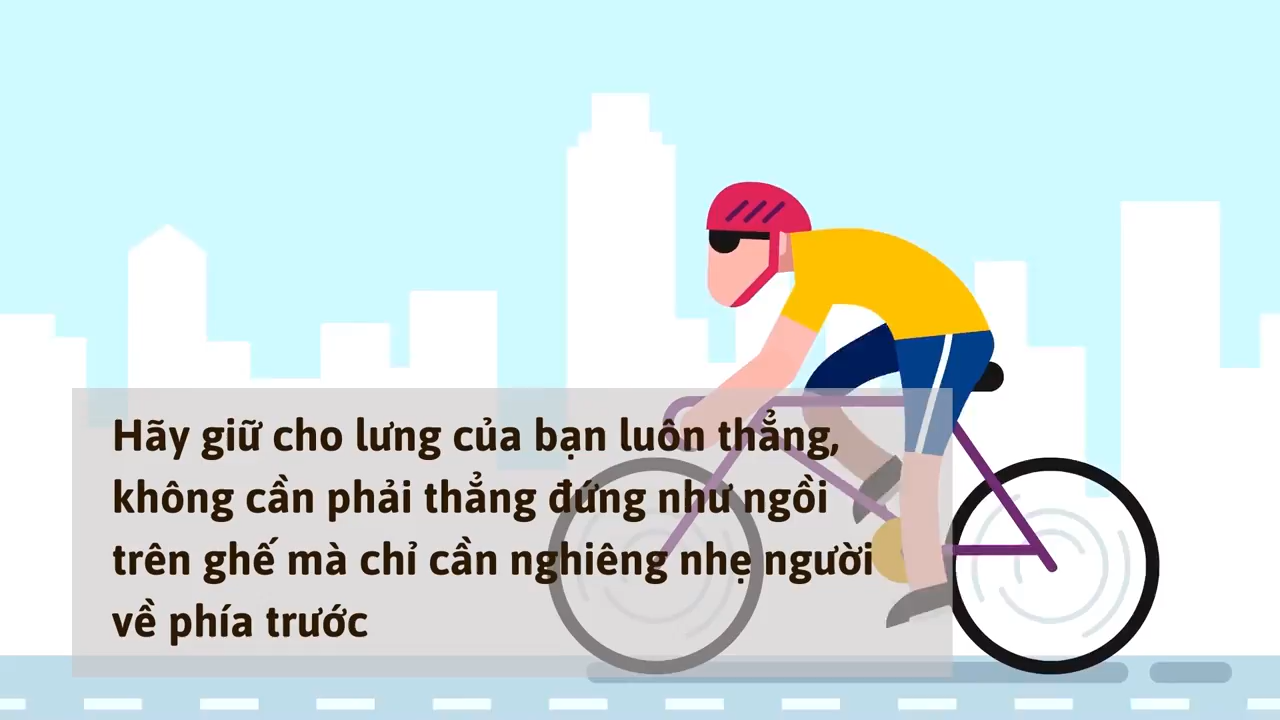 Hãy giữ cho lưng của bạn luôn thẳng,
không cần phải thẳng đứng như ngồi
trên ghế mà chỉ cần nghiêng nhẹ người
về phía trước